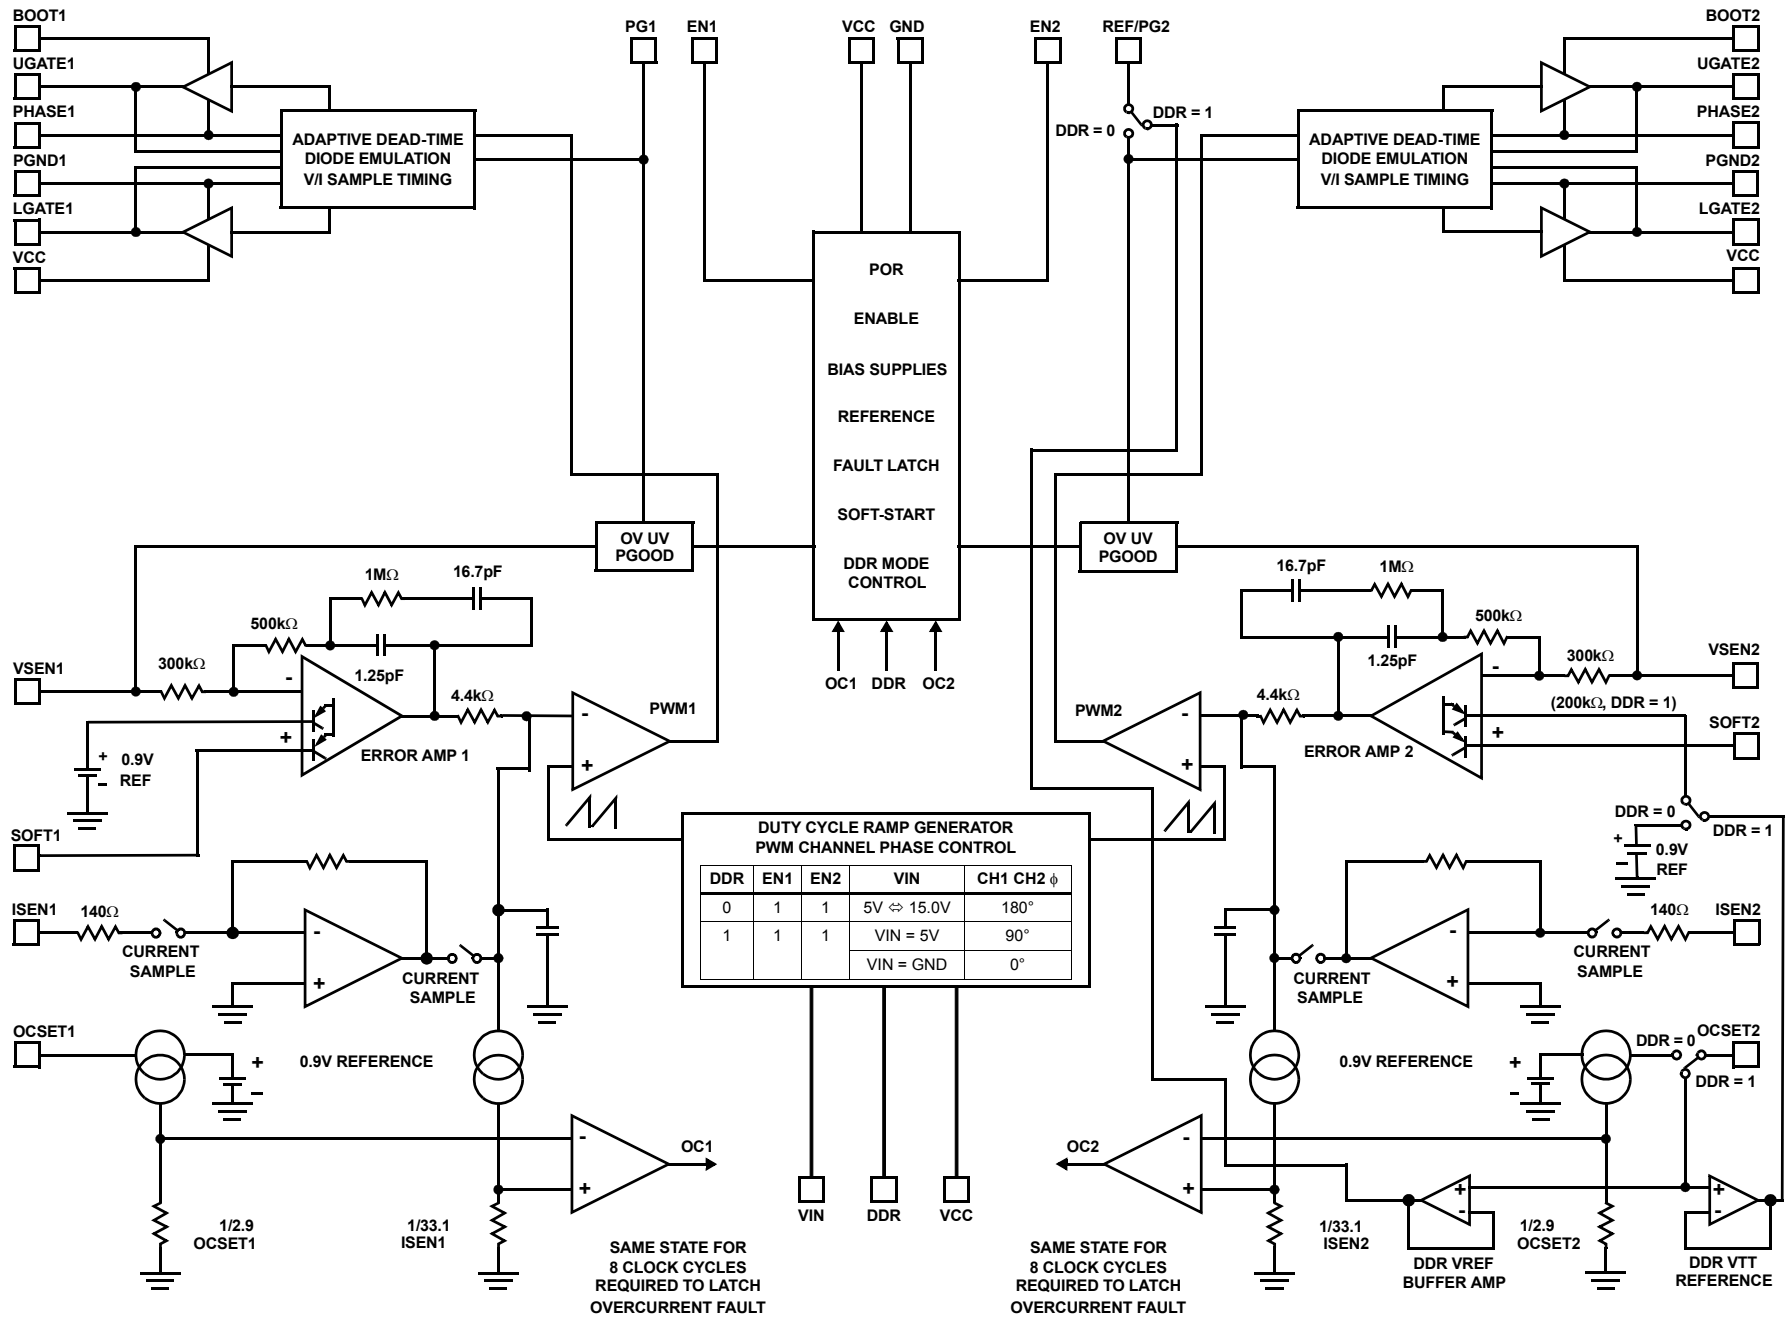 BOOT1
UGATE1
PHASE1
PGND1
LGATE1
VCC
ADAPTIVE DEAD-TIME
DIODE EMULATION
V/I SAMPLE TIMING
PG1
EN1
VCC
GND
EN2
REF/PG2
DDR = 0
DDR = 1
BOOT2
UGATE2
PHASE2
PGND2
LGATE2
VCC
ADAPTIVE DEAD-TIME
DIODE EMULATION
V/I SAMPLE TIMING
POR
ENABLE
BIAS SUPPLIES
REFERENCE
FAULT LATCH
SOFT-START
DDR MODE
CONTROL
OC1
DDR
OC2
OV UV
PGOOD
OV UV
PGOOD
1MΩ
16.7pF
500kΩ
1.25pF
VSEN1
300kΩ
-
+
4.4kΩ
-
+
PWM1
ERROR AMP 1
+
-
0.9V
REF
SOFT1
16.7pF
1MΩ
500kΩ
1.25pF
300kΩ
VSEN2
(200kΩ, DDR = 1)
-
+
4.4kΩ
-
+
PWM2
ERROR AMP 2
SOFT2
DDR = 0
DDR = 1
+
-
0.9V
REF
DUTY CYCLE RAMP GENERATOR
PWM CHANNEL PHASE CONTROL
DDR EN1 EN2 VIN CH1 CH2 ϕ
0 1 1 5V ⇔ 15.0V 180°
1 1 1 VIN = 5V 90°
VIN = GND 0°
VIN
DDR
VCC
ISEN1
140Ω
CURRENT
SAMPLE
-
+
CURRENT
SAMPLE
OCSET1
+
-
0.9V REFERENCE
-
+
OC1
1/2.9
OCSET1
1/33.1
ISEN1
SAME STATE FOR
8 CLOCK CYCLES
REQUIRED TO LATCH
OVERCURRENT FAULT
ISEN2
140Ω
CURRENT
SAMPLE
-
+
CURRENT
SAMPLE
OCSET2
DDR = 0
DDR = 1
+
-
0.9V REFERENCE
OC2
-
+
1/33.1
ISEN2
+
-
DDR VREF
BUFFER AMP
1/2.9
OCSET2
+
-
DDR VTT
REFERENCE
SAME STATE FOR
8 CLOCK CYCLES
REQUIRED TO LATCH
OVERCURRENT FAULT